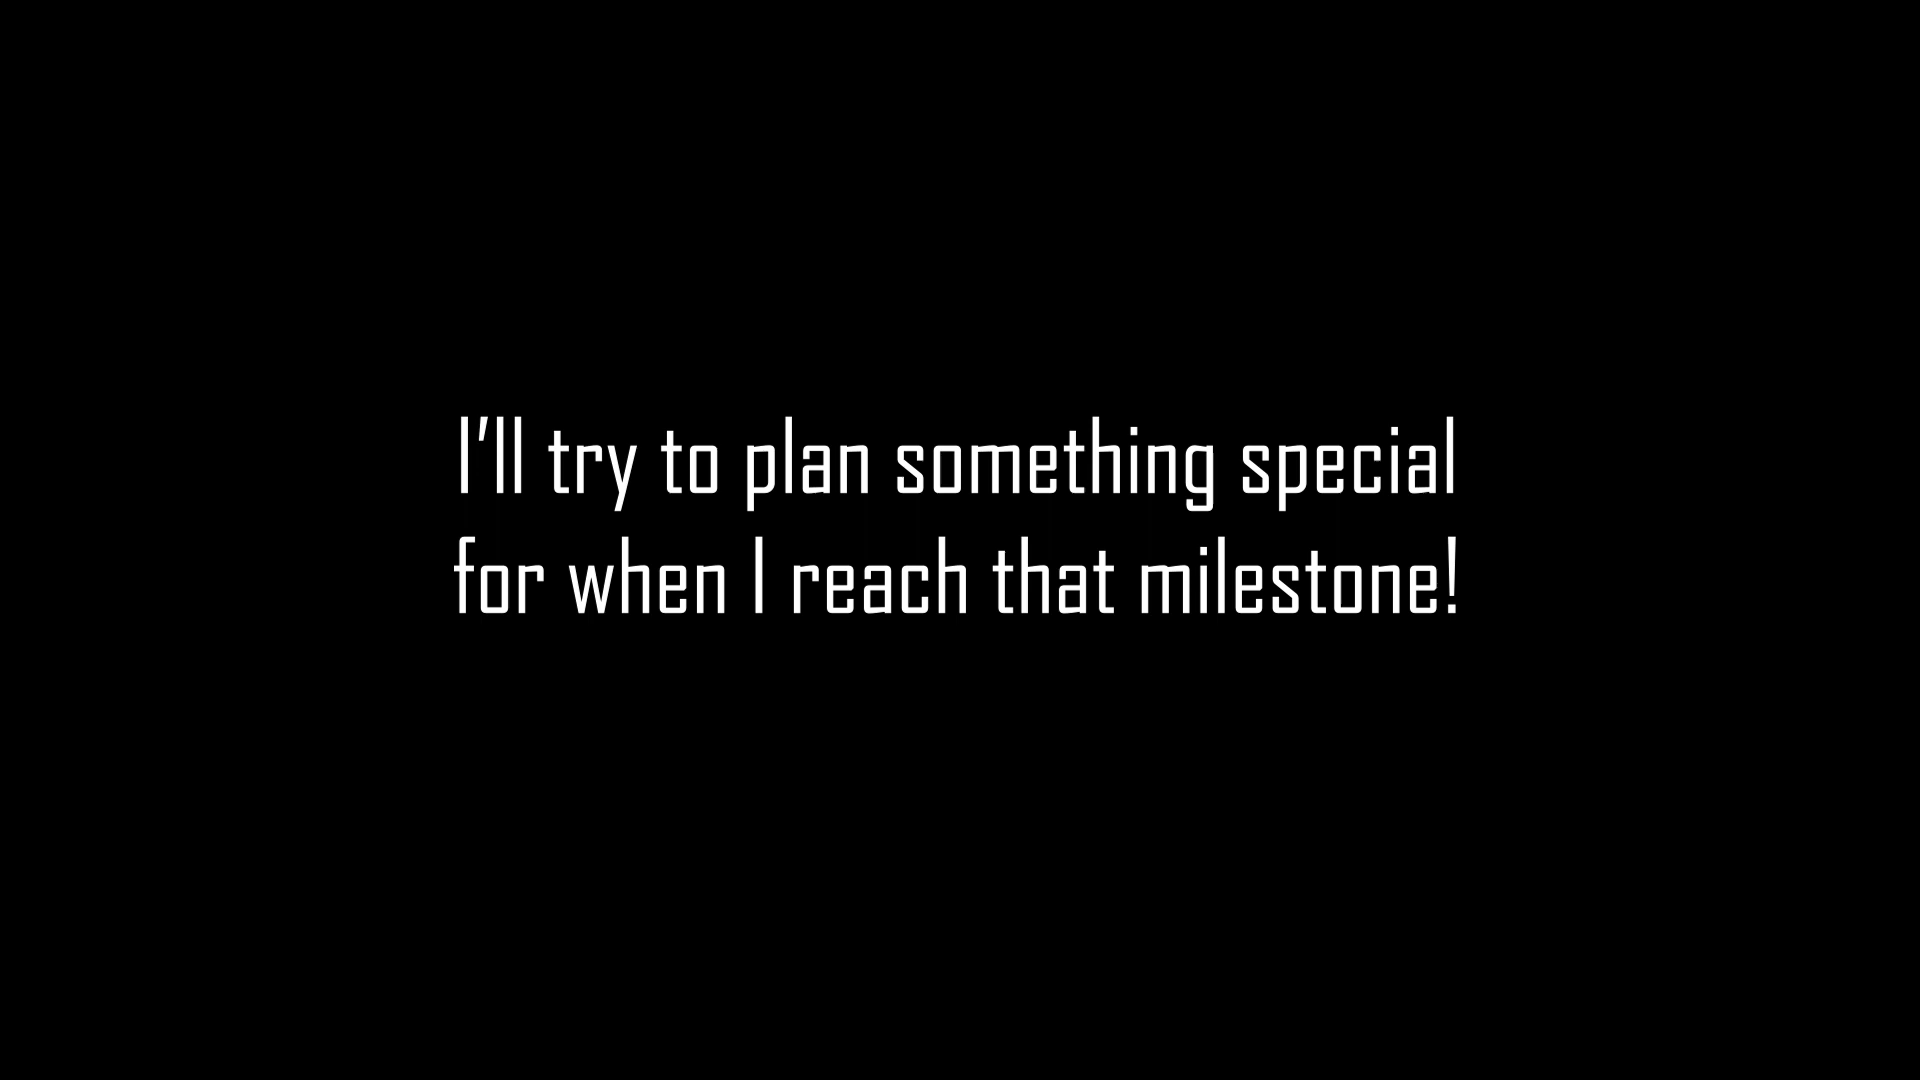 I’ll try to plan something special
for when I reach that milestone!